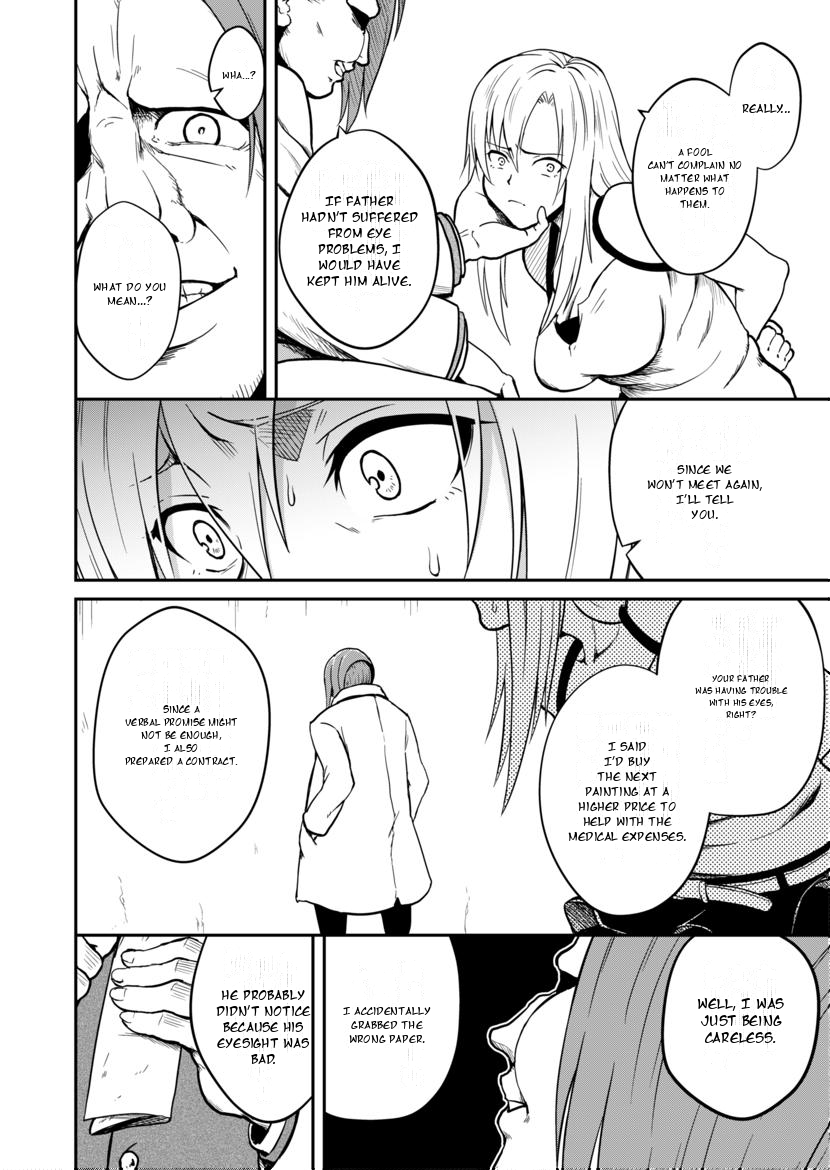 REALLY...
A FOOL
CAN'T COMPLAIN NO
MATTER WHAT
HAPPENS TO
THEM.
IF FATHER
HADN'T SUFFERED
FROM EYE
PROBLEMS, I
WOULD HAVE
KEPT HIM ALIVE.
WHA...?
WHAT DO YOU
MEAN...?
SINCE WE
WON'T MEET AGAIN,
I'LL TELL
YOU.
YOUR FATHER
WAS HAVING TROUBLE
WITH HIS EYES,
RIGHT?
I SAID
I'D BUY
THE NEXT
PAINTING AT A
HIGHER PRICE TO
HELP WITH THE
MEDICAL EXPENSES.
SINCE A
VERBAL PROMISE MIGHT
NOT BE ENOUGH,
I ALSO
PREPARED A CONTRACT.
WELL, I WAS
JUST BEING
CARELESS.
I ACCIDENTALLY
GRABBED THE
WRONG PAPER.
HE PROBABLY
DIDN'T NOTICE
BECAUSE HIS
EYESIGHT WAS
BAD.